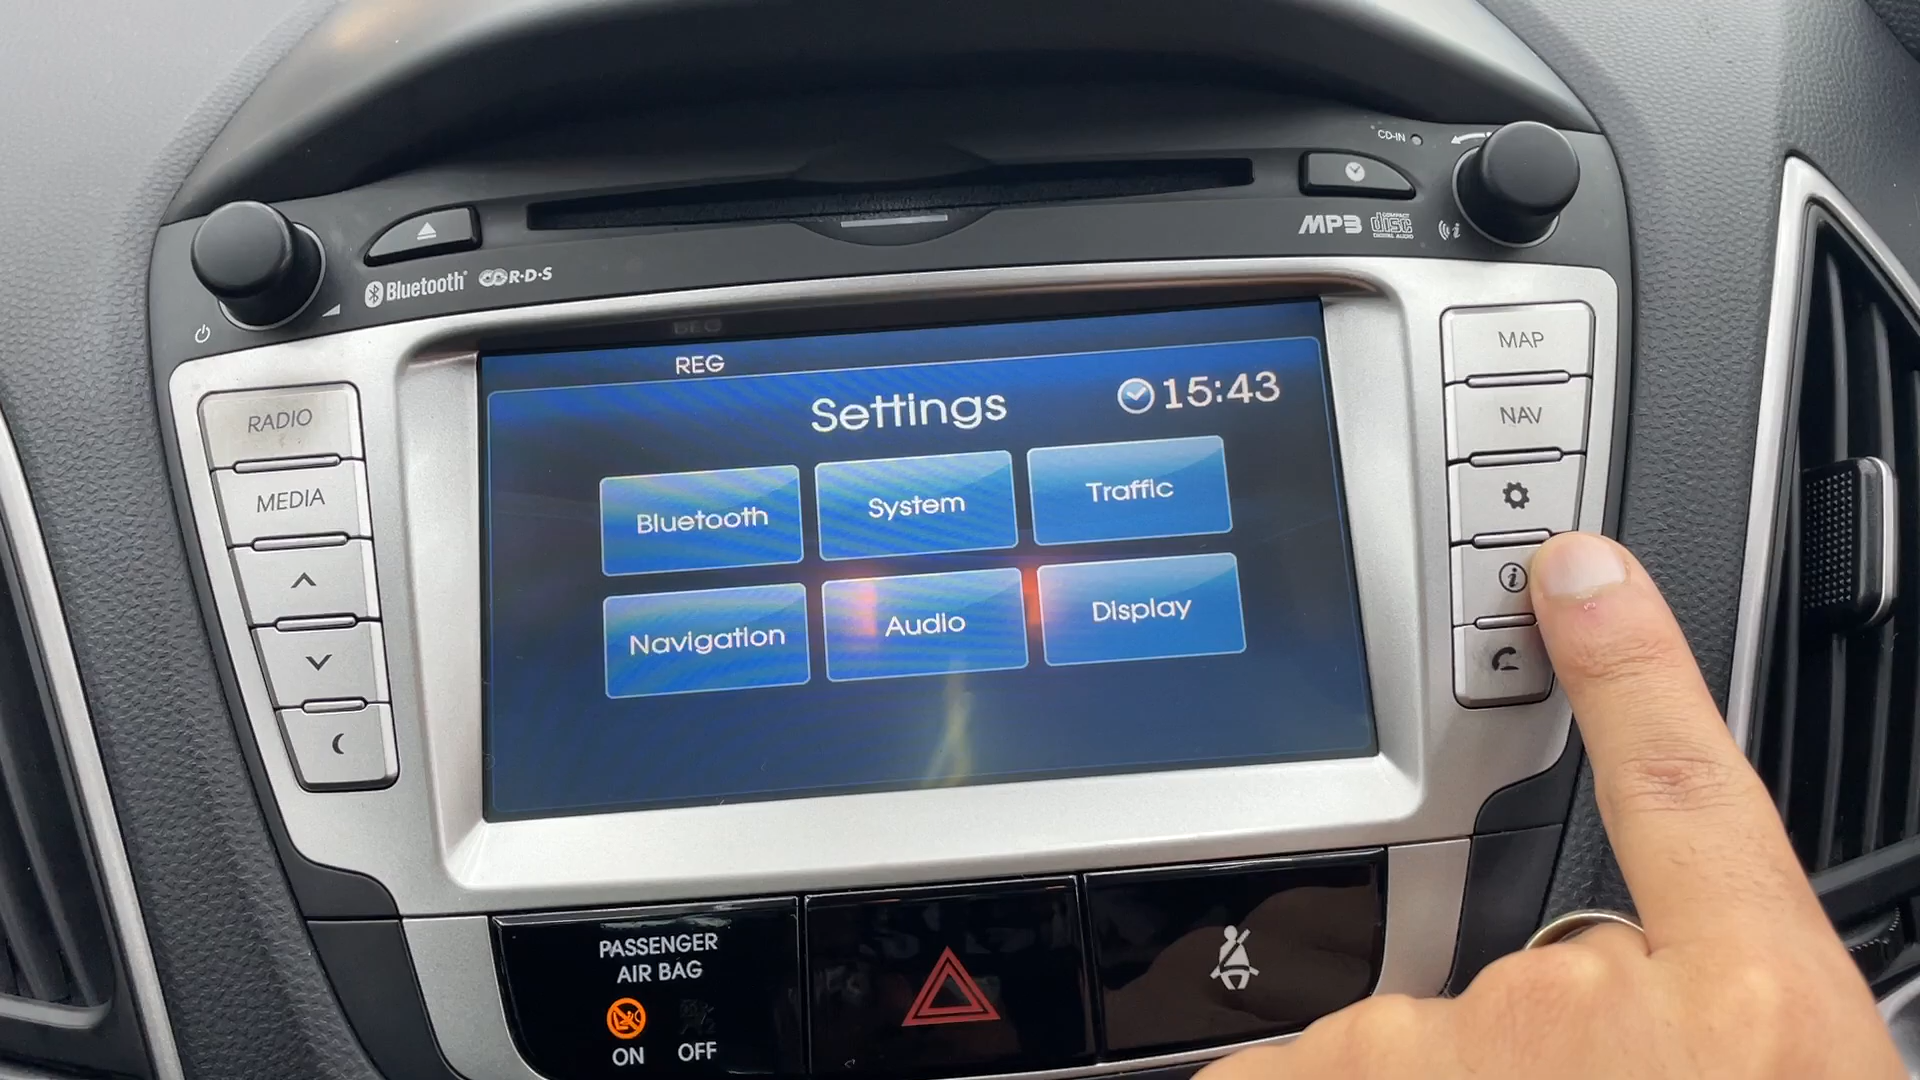 CD-IN
MP3
COMPACT
disc
DIGITAL AUDIO
Bluetooth R·D·S
REG
Settings 15:43
RADIO
MEDIA
Bluetooth System Traffic
Navigation Audio Display
MAP
NAV
PASSENGER
AIR BAG
ON OFF